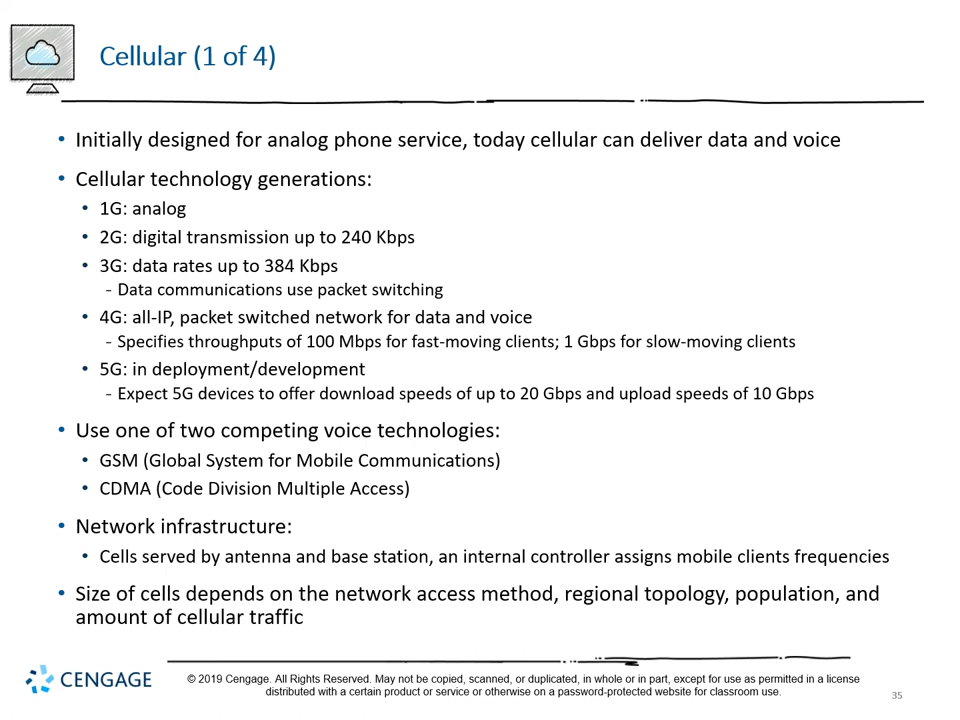 Cellular (1 of 4)
• Initially designed for analog phone service, today cellular can deliver data and voice
• Cellular technology generations:
• 1G: analog
• 2G: digital transmission up to 240 Kbps
• 3G: data rates up to 384 Kbps
- Data communications use packet switching
• 4G: all-IP, packet switched network for data and voice
- Specifies throughputs of 100 Mbps for fast-moving clients; 1 Gbps for slow-moving clients
• 5G: in deployment/development
- Expect 5G devices to offer download speeds of up to 20 Gbps and upload speeds of 10 Gbps
• Use one of two competing voice technologies:
• GSM (Global System for Mobile Communications)
• CDMA (Code Division Multiple Access)
• Network infrastructure:
• Cells served by antenna and base station, an internal controller assigns mobile clients frequencies
• Size of cells depends on the network access method, regional topology, population, and
amount of cellular traffic
CENGAGE
© 2019 Cengage. All Rights Reserved. May not be copied, scanned, or duplicated, in whole or in part, except for use as permitted in a license
distributed with a certain product or service or otherwise on a password-protected website for classroom use.
35